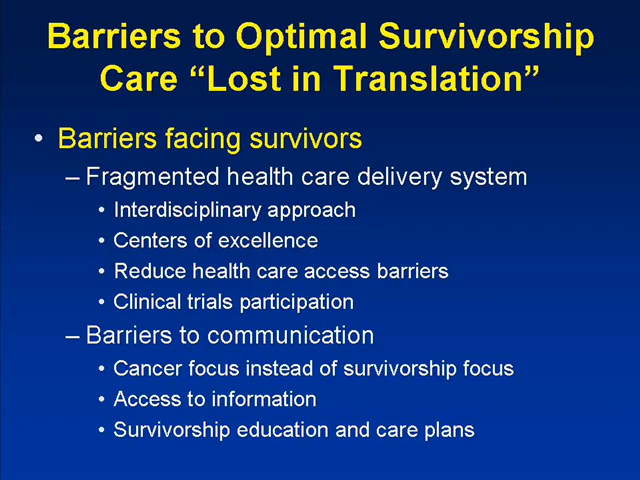 Barriers to Optimal Survivorship
Care “Lost in Translation”
• Barriers facing survivors
– Fragmented health care delivery system
• Interdisciplinary approach
• Centers of excellence
• Reduce health care access barriers
• Clinical trials participation
– Barriers to communication
• Cancer focus instead of survivorship focus
• Access to information
• Survivorship education and care plans